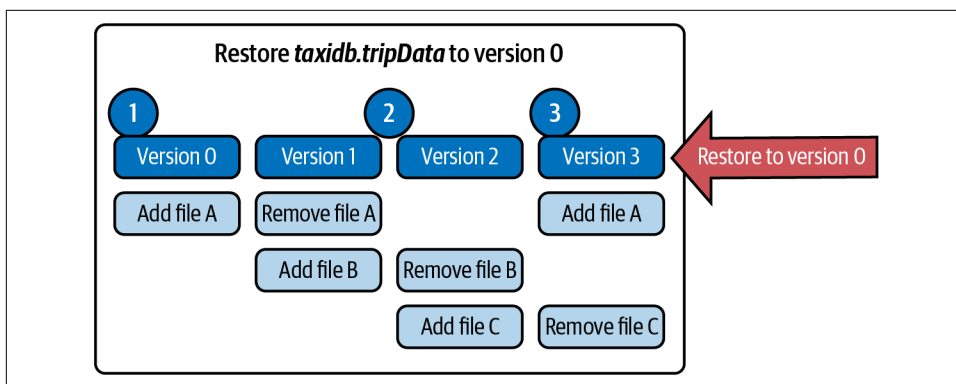 Restore taxidb.tripData to version 0
1 2 3
Version 0 Version 1 Version 2 Version 3 Restore to version 0
Add file A Remove file A Add file A
Add file B Remove file B
Add file C Remove file C